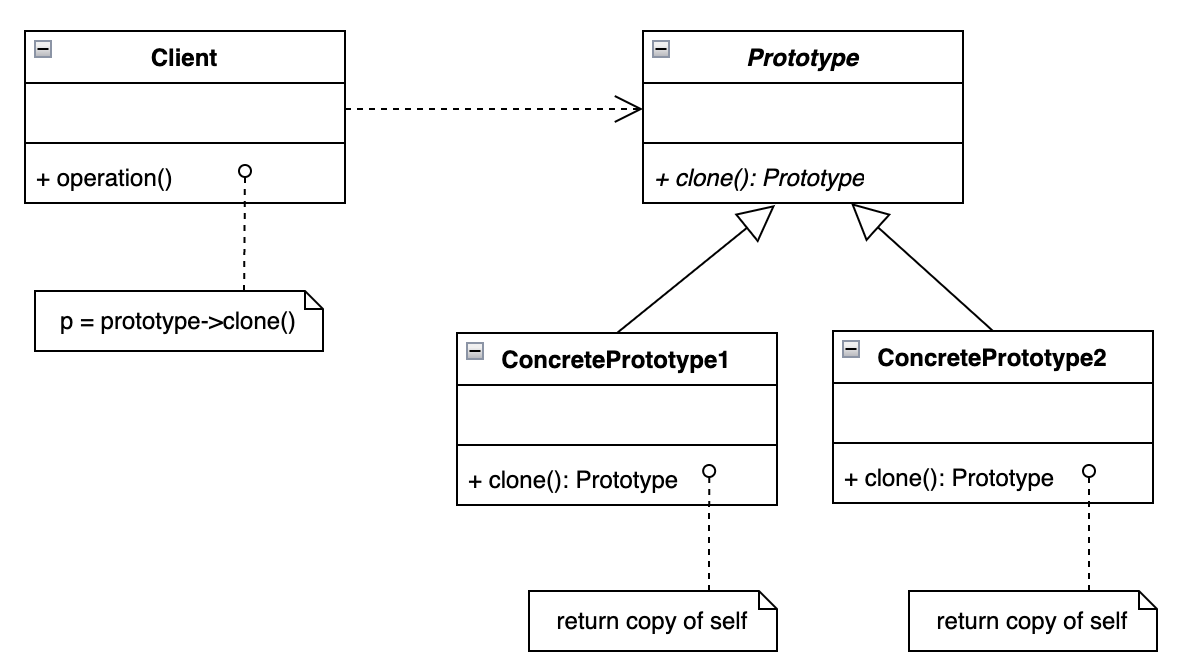 Client
+ operation()
p = prototype->clone()
Prototype
+ clone(): Prototype
ConcretePrototype1
+ clone(): Prototype
return copy of self
ConcretePrototype2
+ clone(): Prototype
return copy of self